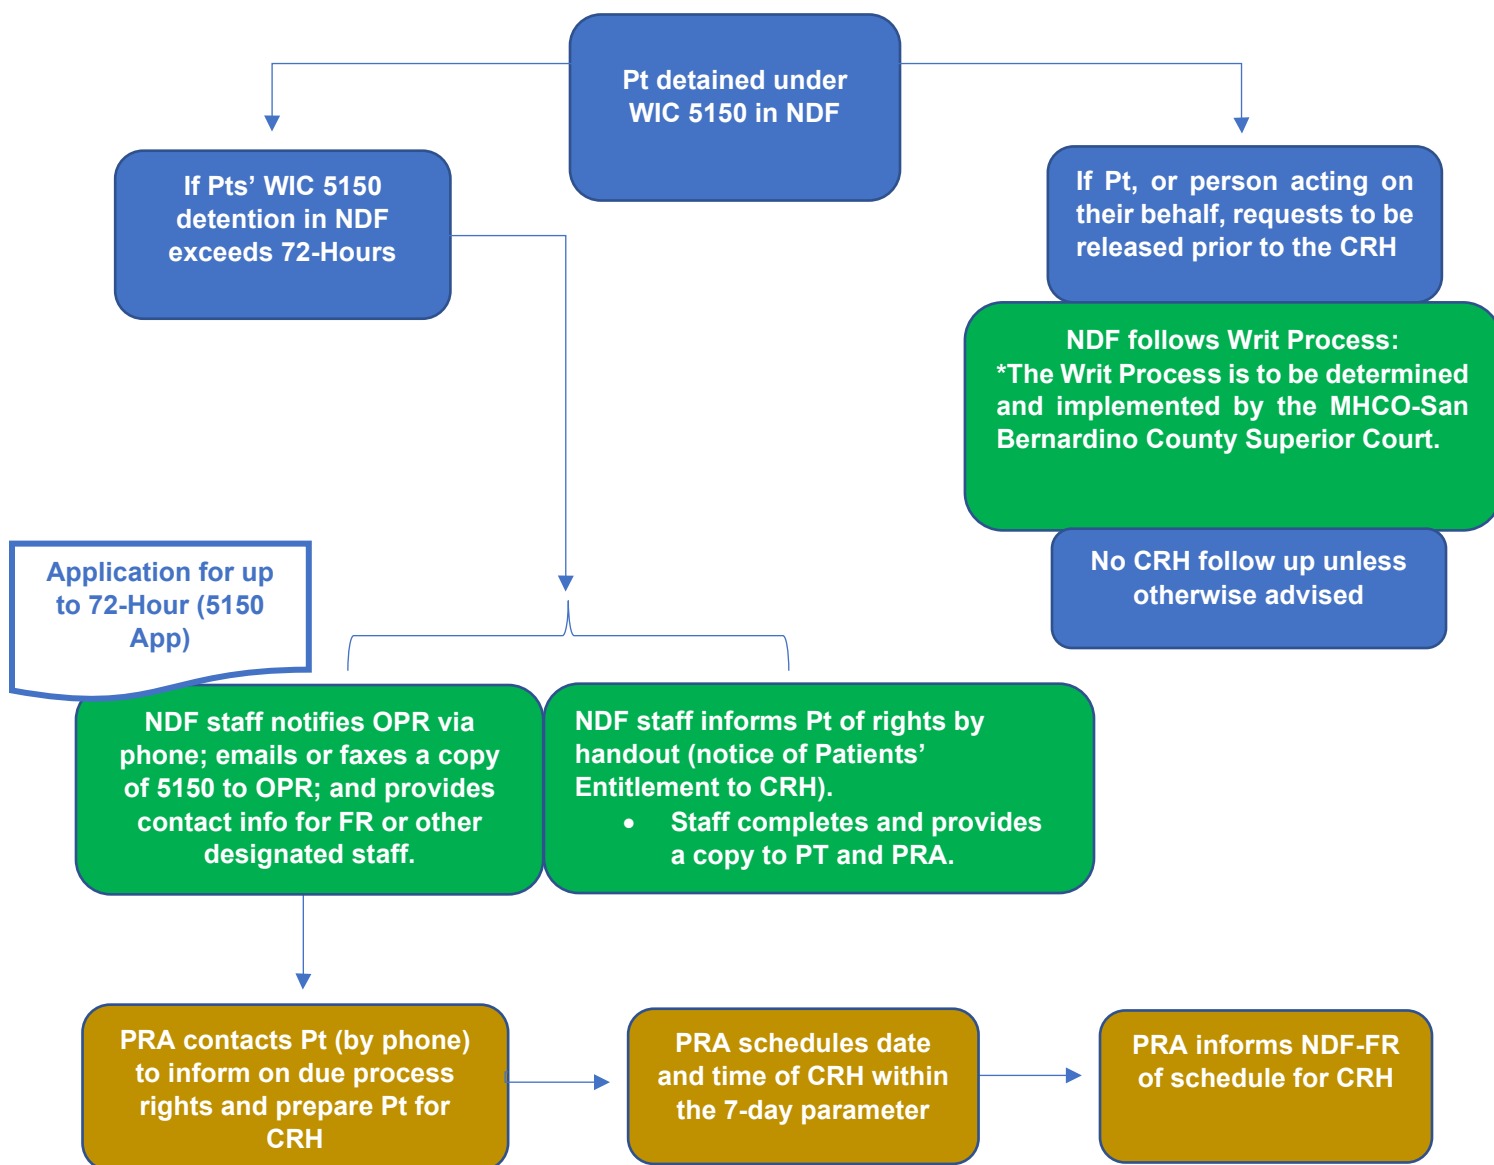 Pt detained under
WIC 5150 in NDF
If Pts’ WIC 5150
detention in NDF
exceeds 72-Hours
If Pt, or person acting on
their behalf, requests to be
released prior to the CRH
NDF follows Writ Process:
*The Writ Process is to be determined
and implemented by the MHCO-San
Bernardino County Superior Court.
No CRH follow up unless
otherwise advised
Application for up
to 72-Hour (5150
App)
NDF staff notifies OPR via
phone; emails or faxes a copy
of 5150 to OPR; and provides
contact info for FR or other
designated staff.
NDF staff informs Pt of rights by
handout (notice of Patients’
Entitlement to CRH).
• Staff completes and provides
a copy to PT and PRA.
PRA contacts Pt (by phone)
to inform on due process
rights and prepare Pt for
CRH
PRA schedules date
and time of CRH within
the 7-day parameter
PRA informs NDF-FR
of schedule for CRH